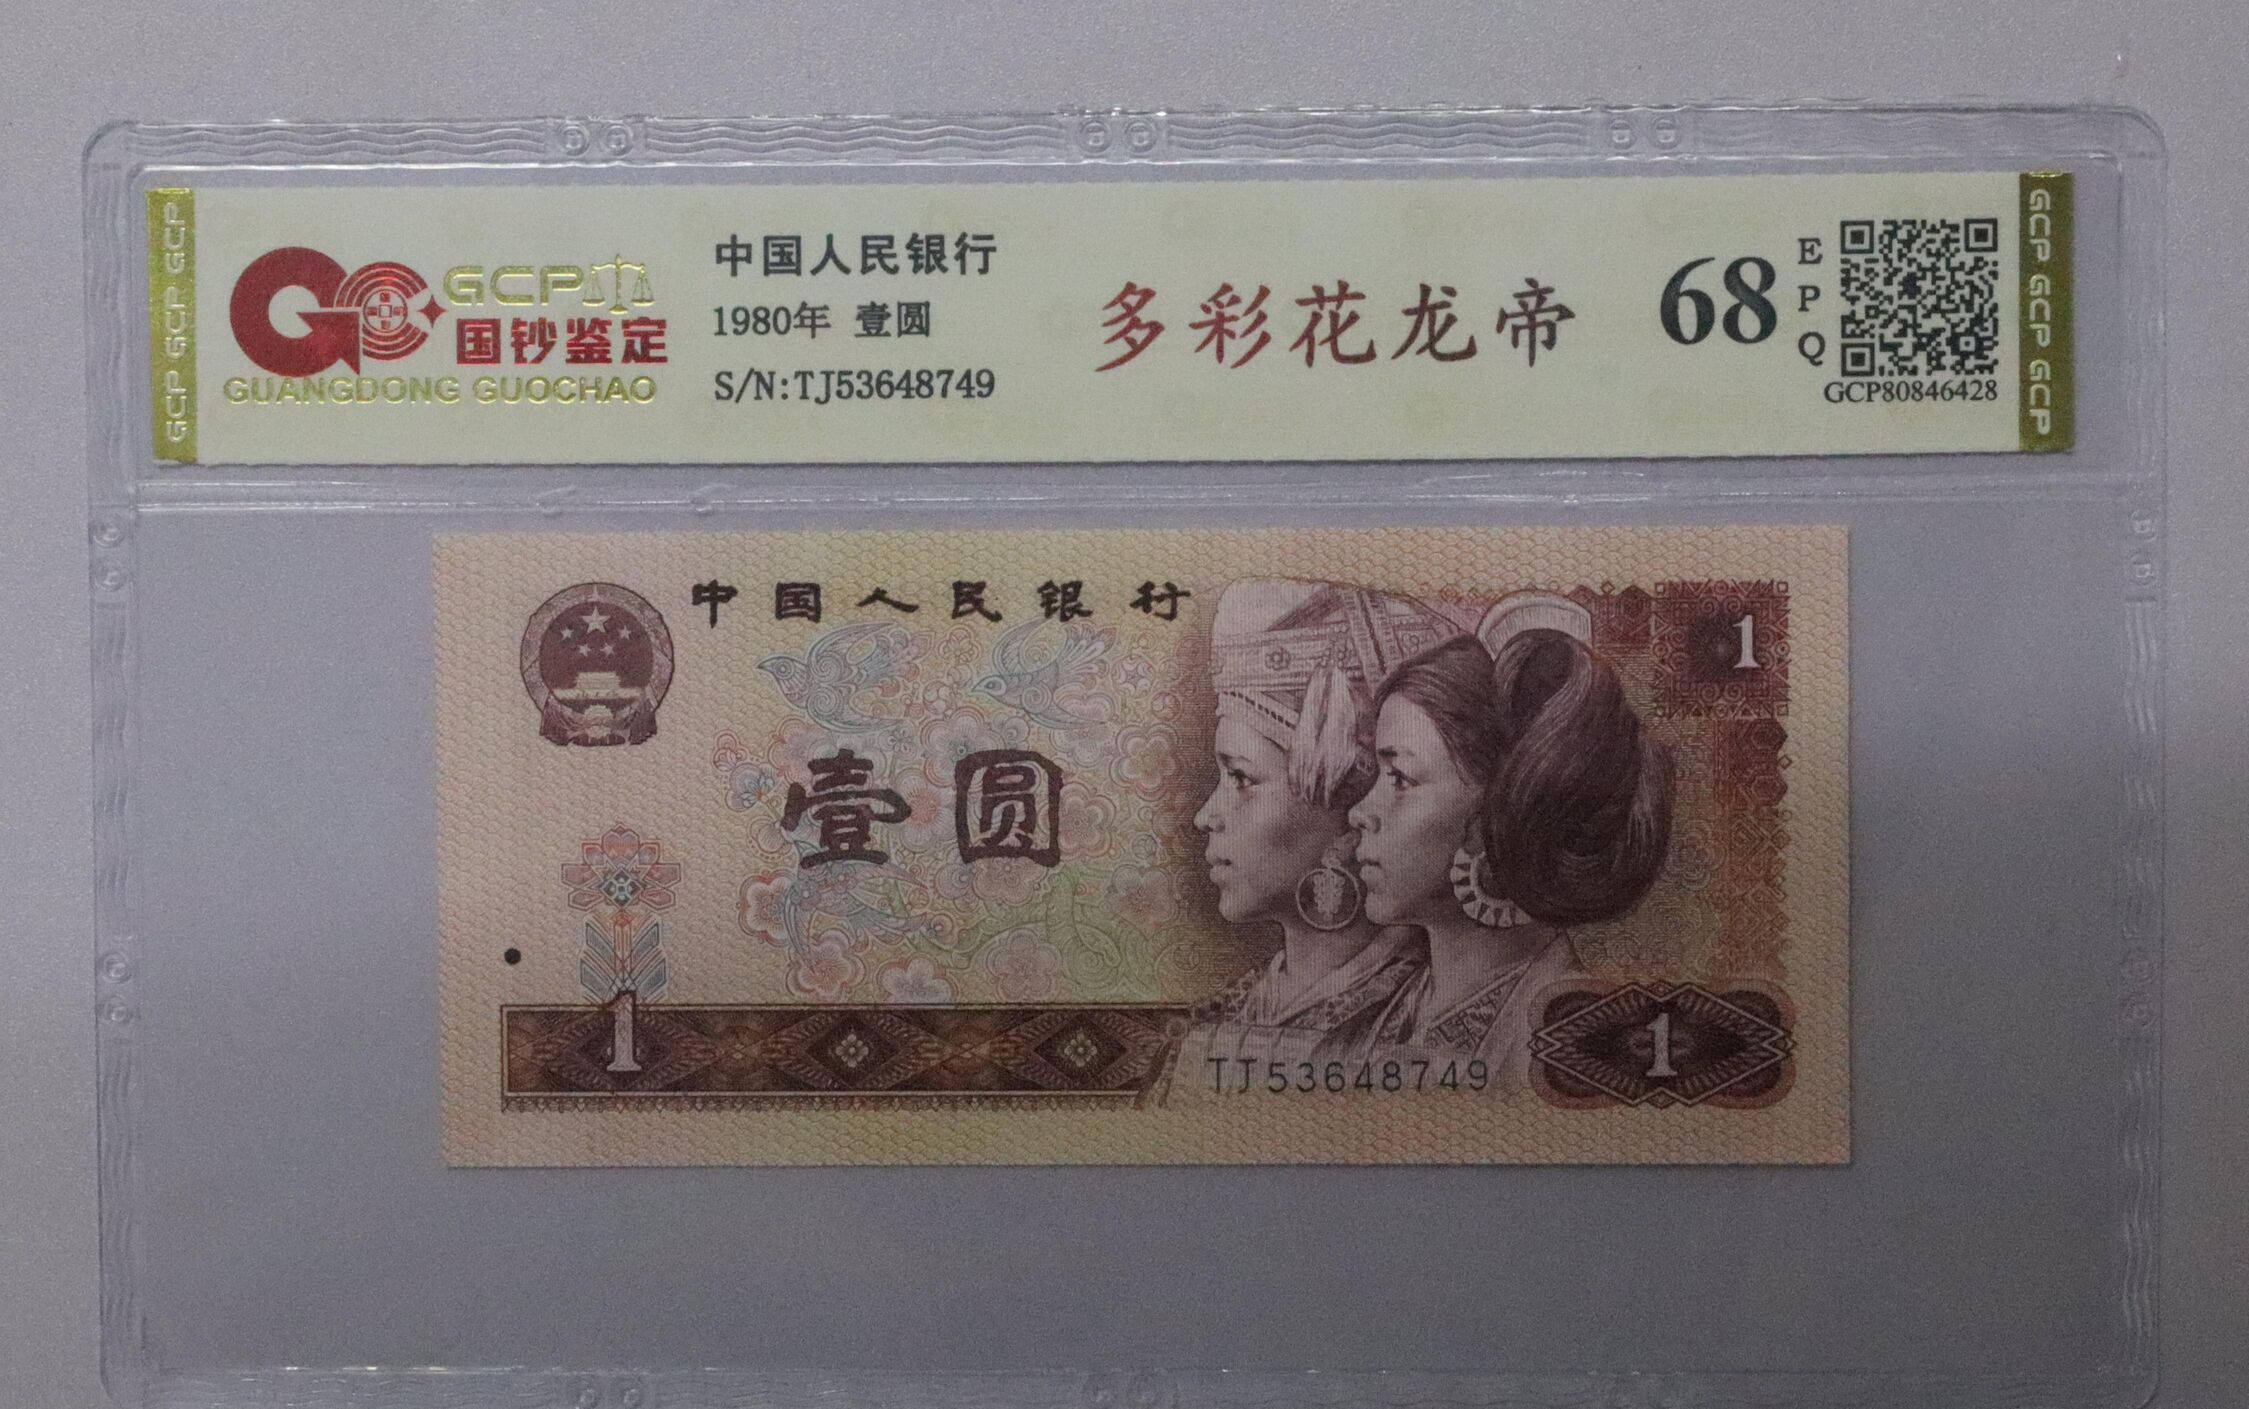 GCP GCP GCP
GCP
国钞鉴定
GUANGDONG GUOCHAO
中国人民银行
1980年 壹圆
S/N:TJ53648749
多彩花龙帝
68
E
P
Q
GCP80846428
GCP GCP GCP
中国人民银行
1
壹圆
1
1
TJ53648749